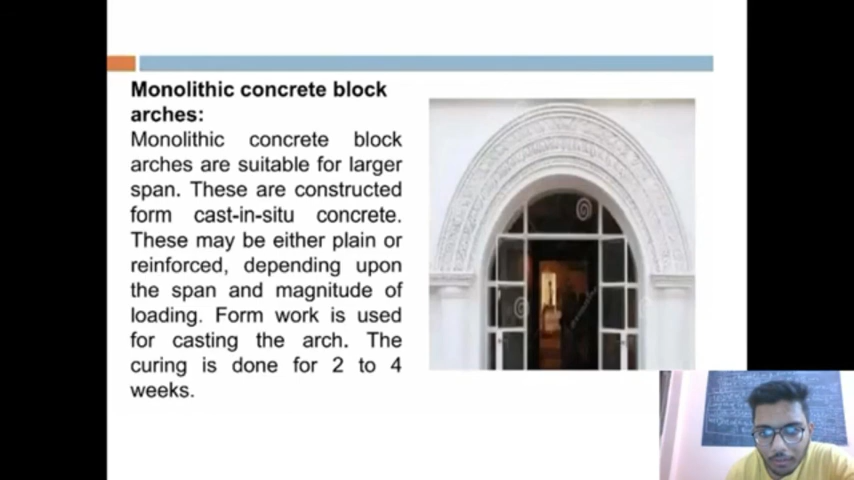 Monolithic concrete block
arches:
Monolithic concrete block
arches are suitable for larger
span. These are constructed
form cast-in-situ concrete.
These may be either plain or
reinforced, depending upon
the span and magnitude of
loading. Form work is used
for casting the arch. The
curing is done for 2 to 4
weeks.